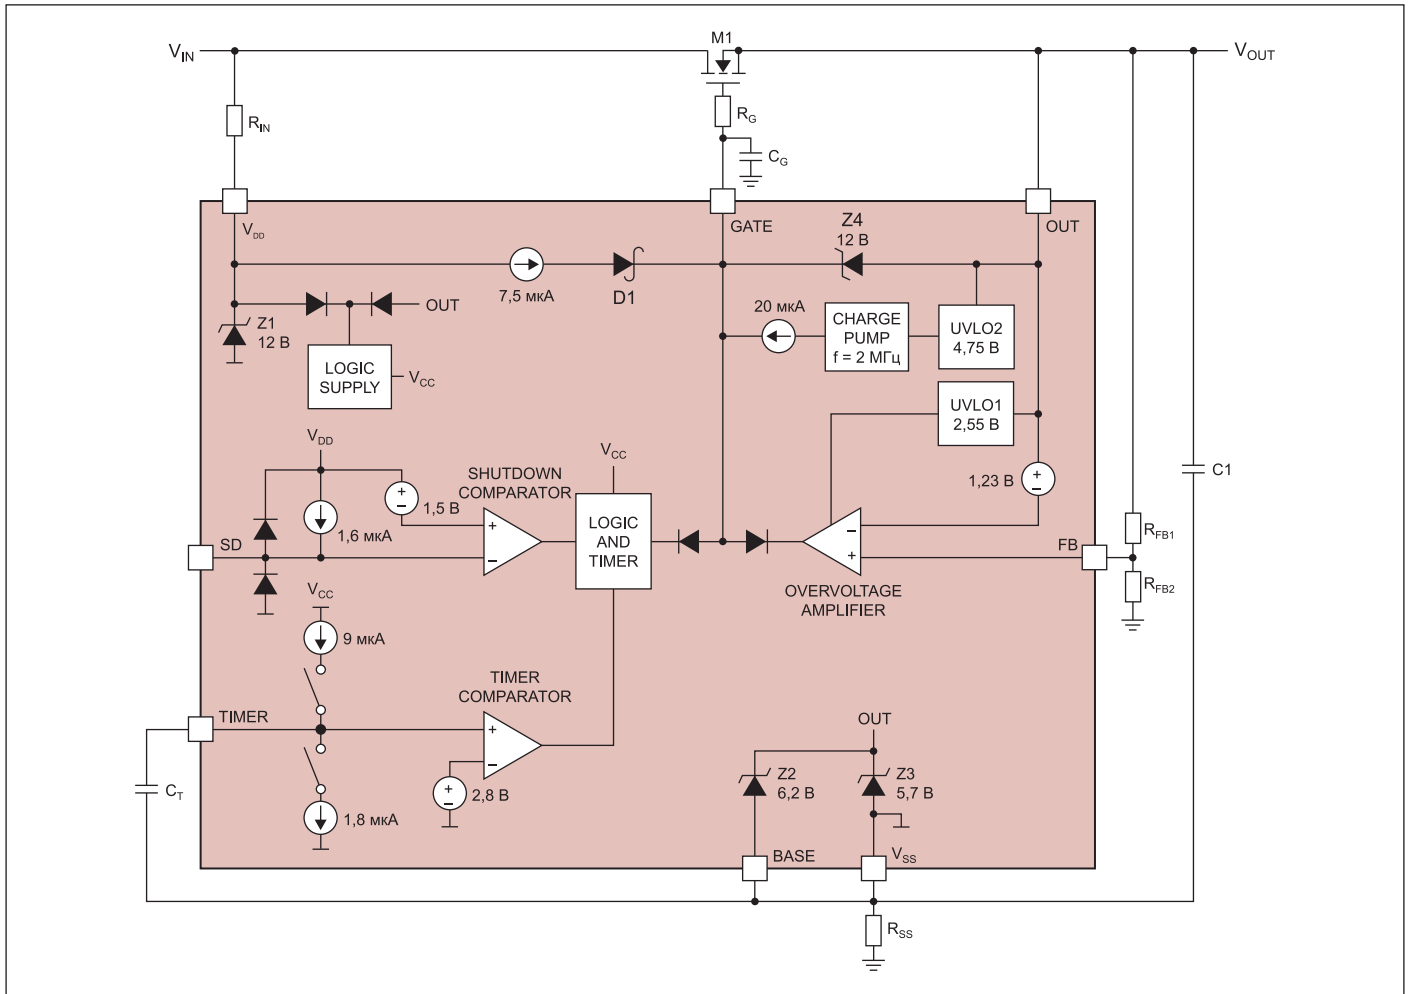 M1
V_IN
V_OUT
R_IN
R_G
C_G
V_DD
GATE
OUT
Z4
12 В
7,5 мкА
D1
OUT
Z1
12 В
20 мкА
CHARGE
PUMP
f = 2 МГц
UVLO2
4,75 В
LOGIC
SUPPLY
V_CC
UVLO1
2,55 В
V_DD
V_CC
SHUTDOWN
COMPARATOR
+
−
1,5 В
+
−
1,23 В
C1
1,6 мкА
+
−
LOGIC
AND
TIMER
−
+
R_FB1
SD
FB
R_FB2
V_CC
OVERVOLTAGE
AMPLIFIER
9 мкА
TIMER
COMPARATOR
TIMER
+
−
OUT
C_T
+
−
2,8 В
Z2
6,2 В
Z3
5,7 В
1,8 мкА
BASE
V_SS
R_SS